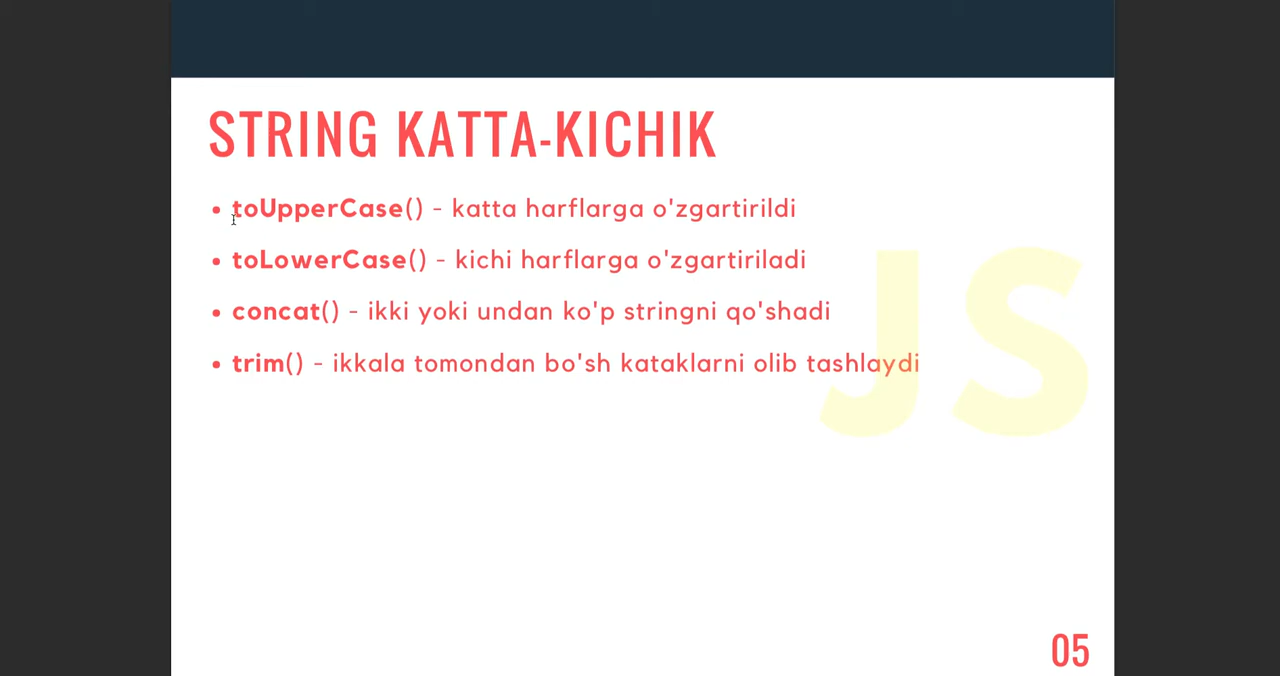 STRING KATTA-KICHIK
• toUpperCase() - katta harflarga o'zgartirildi
• toLowerCase() - kichi harflarga o'zgartiriladi
• concat() - ikki yoki undan ko'p stringni qo'shadi
• trim() - ikkala tomondan bo'sh kataklarni olib tashlaydi
JS
05